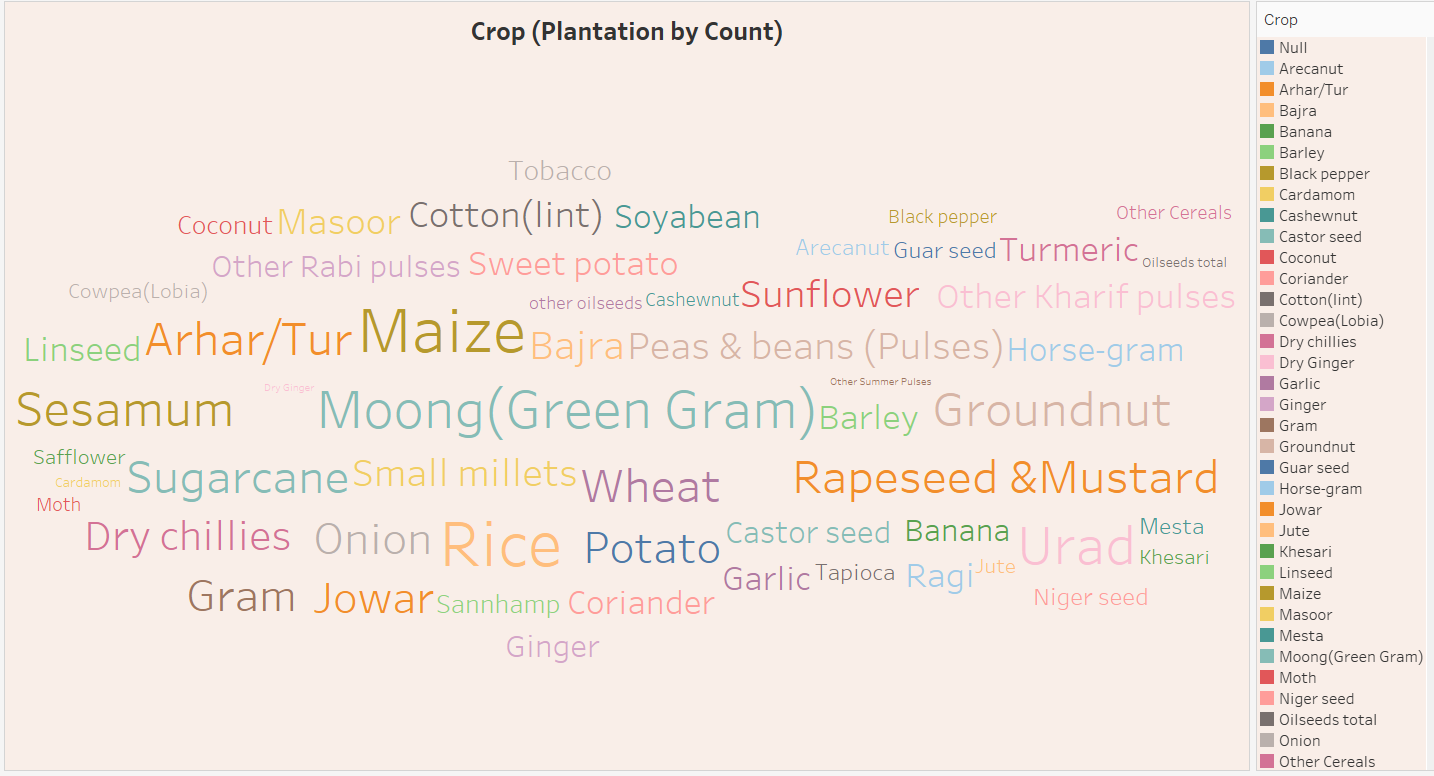 Crop (Plantation by Count)
Tobacco
Coconut Masoor Cotton(lint) Soyabean Black pepper Other Cereals
Other Rabi pulses Sweet potato Arecanut Guar seed Turmeric Oilseeds total
Cowpea(Lobia) other oilseeds Cashewnut Sunflower Other Kharif pulses
Linseed Arhar/Tur Maize Bajra Peas & beans (Pulses) Horse-gram
Dry Ginger Other Summer Pulses
Sesamum Moong(Green Gram) Barley Groundnut
Safflower
Cardamom Sugarcane Small millets Wheat Rapeseed &Mustard
Moth
Dry chillies Onion Rice Potato Castor seed Banana Urad Mesta
Khesari
Garlic Tapioca Ragi Jute
Gram Jowar Sannhamp Coriander Niger seed
Ginger
Crop
Null
Arecanut
Arhar/Tur
Bajra
Banana
Barley
Black pepper
Cardamom
Cashewnut
Castor seed
Coconut
Coriander
Cotton(lint)
Cowpea(Lobia)
Dry chillies
Dry Ginger
Garlic
Ginger
Gram
Groundnut
Guar seed
Horse-gram
Jowar
Jute
Khesari
Linseed
Maize
Masoor
Mesta
Moong(Green Gram)
Moth
Niger seed
Oilseeds total
Onion
Other Cereals